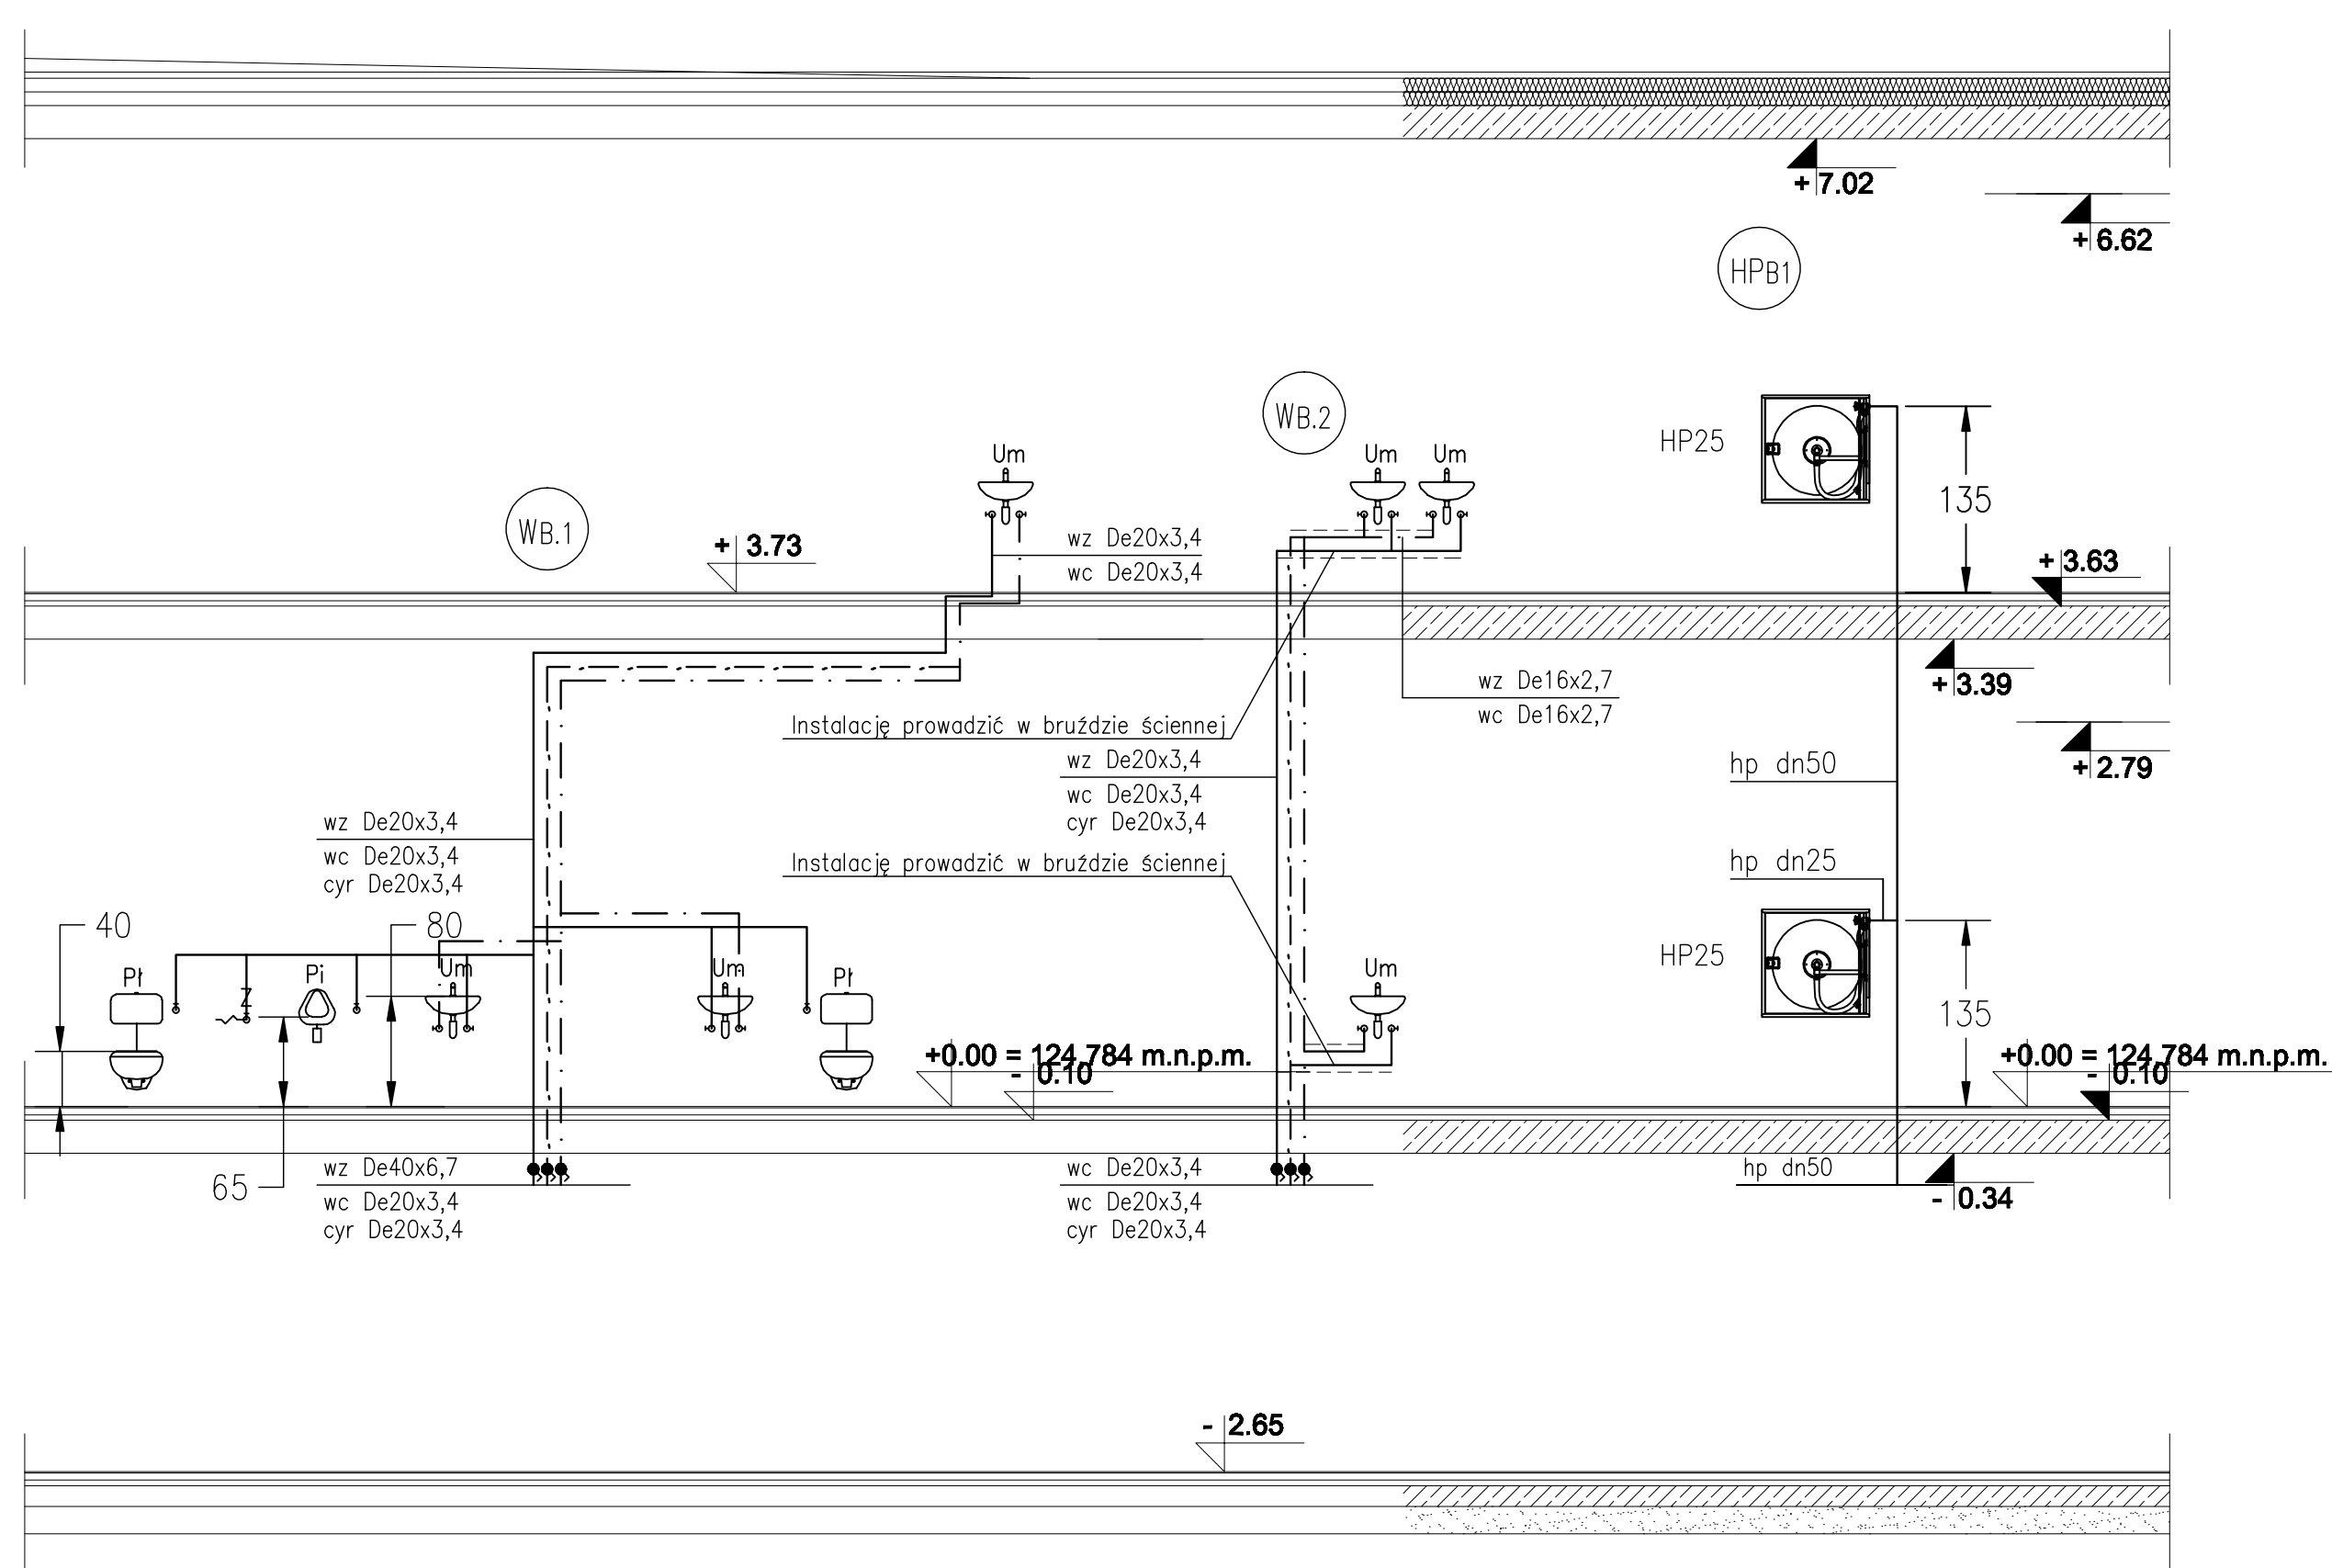 + 7.02
+ 6.62
HPB1
WB.2
HP25
Um
Um
Um
135
WB.1
+ 3.73
wz De20x3,4
wc De20x3,4
+ 3.63
+ 3.39
wz De16x2,7
wc De16x2,7
Instalację prowadzić w bruździe ściennej
wz De20x3,4
wc De20x3,4
cyr De20x3,4
hp dn50
+ 2.79
wz De20x3,4
wc De20x3,4
cyr De20x3,4
Instalację prowadzić w bruździe ściennej
hp dn25
40
80
Pł
Pi
Um
Um
Pł
Um
HP25
135
+0.00 = 124,784 m.n.p.m.
- 0.10
+0.00 = 124,784 m.n.p.m.
- 0.10
65
wz De40x6,7
wc De20x3,4
cyr De20x3,4
wc De20x3,4
wc De20x3,4
cyr De20x3,4
hp dn50
- 0.34
- 2.65